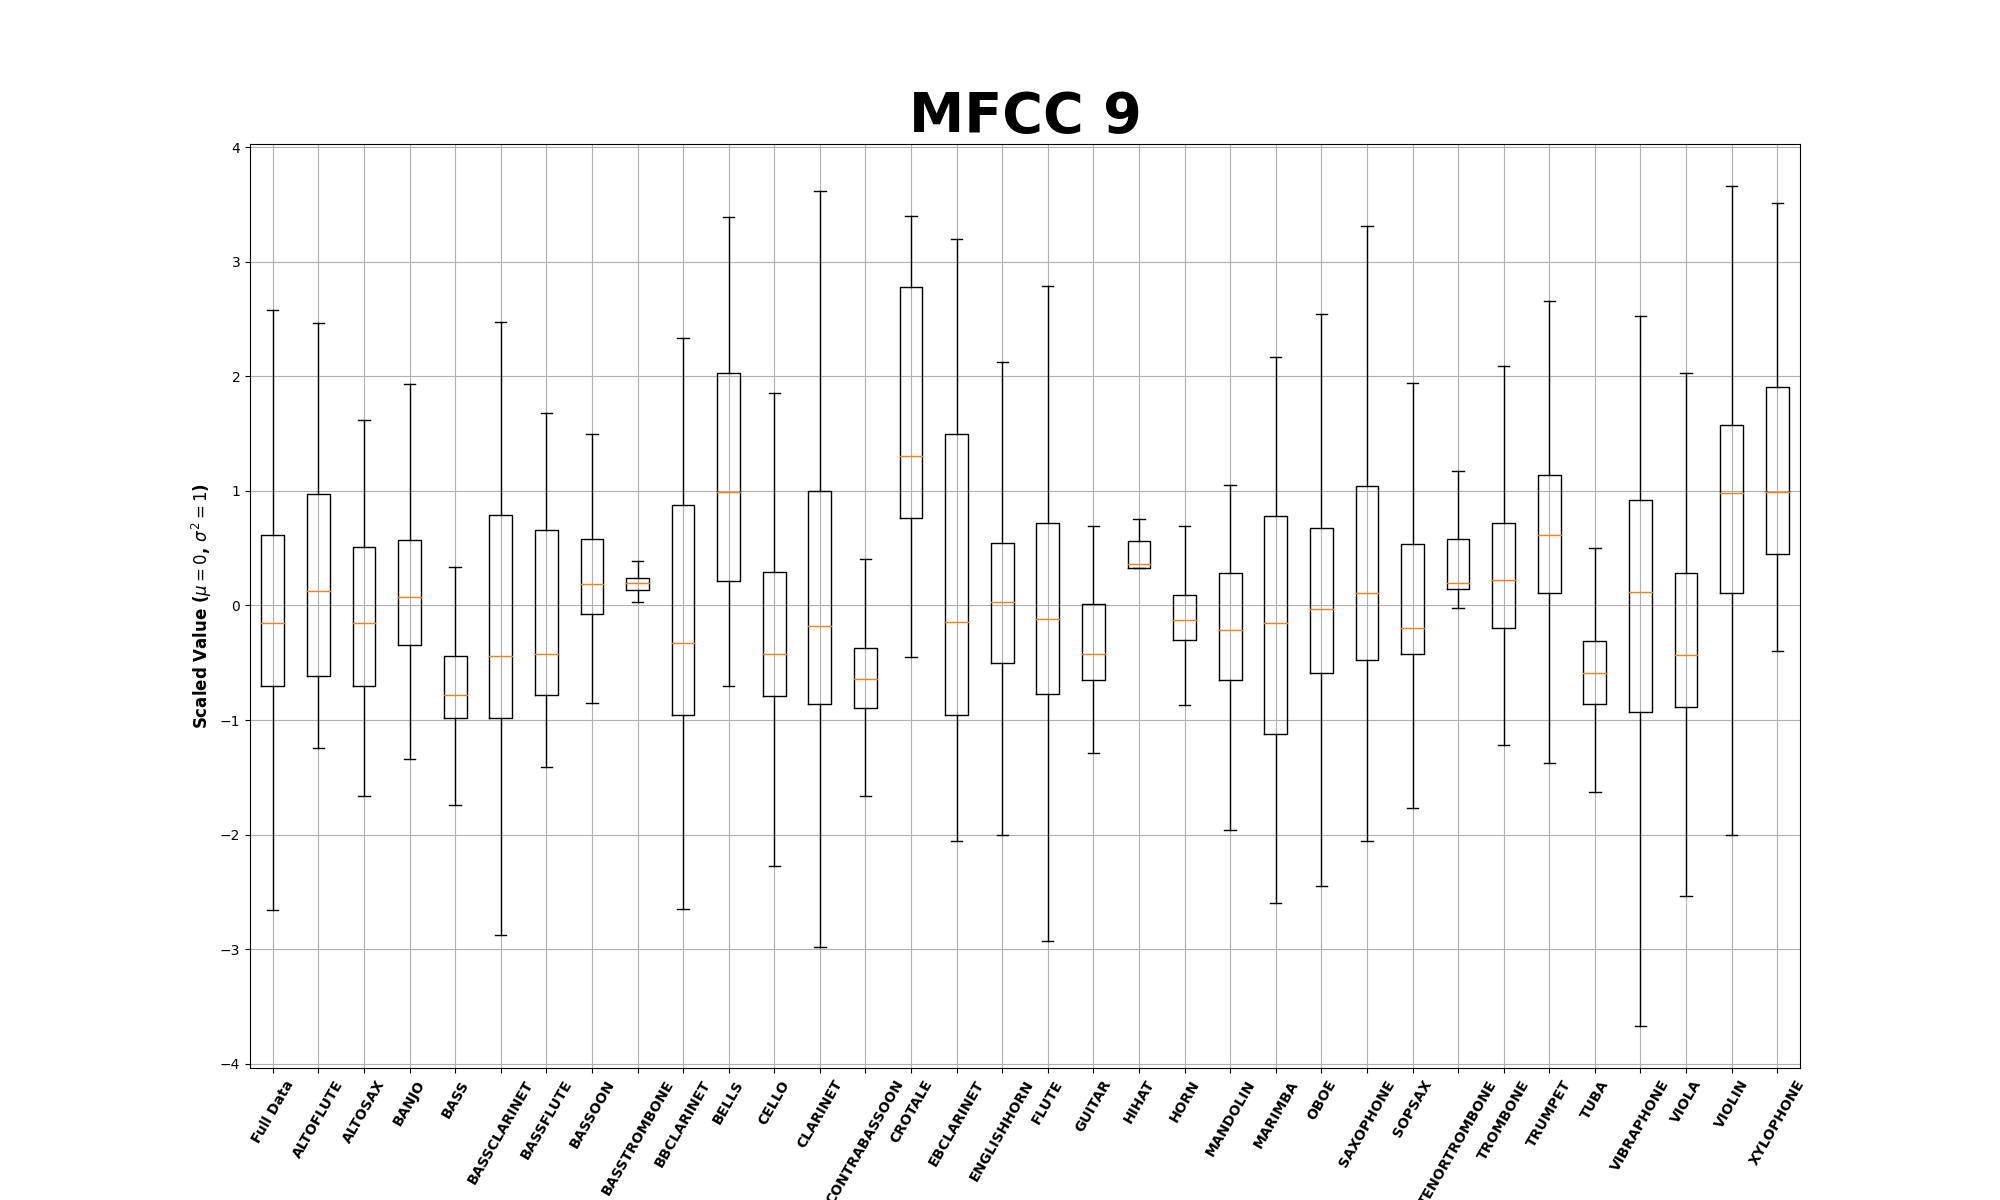 MFCC 9
Scaled Value (μ = 0, σ² = 1)
4
3
2
1
0
−1
−2
−3
−4
Full Data
ALTOFLUTE
ALTOSAX
BANJO
BASS
BASSCLARINET
BASSFLUTE
BASSOON
BASSTROMBONE
BBCLARINET
BELLS
CELLO
CLARINET
CONTRABASSOON
CROTALE
EBCLARINET
ENGLISHHORN
FLUTE
GUITAR
HIHAT
HORN
MANDOLIN
MARIMBA
OBOE
SAXOPHONE
SOPSAX
TENORTROMBONE
TROMBONE
TRUMPET
TUBA
VIBRAPHONE
VIOLA
VIOLIN
XYLOPHONE